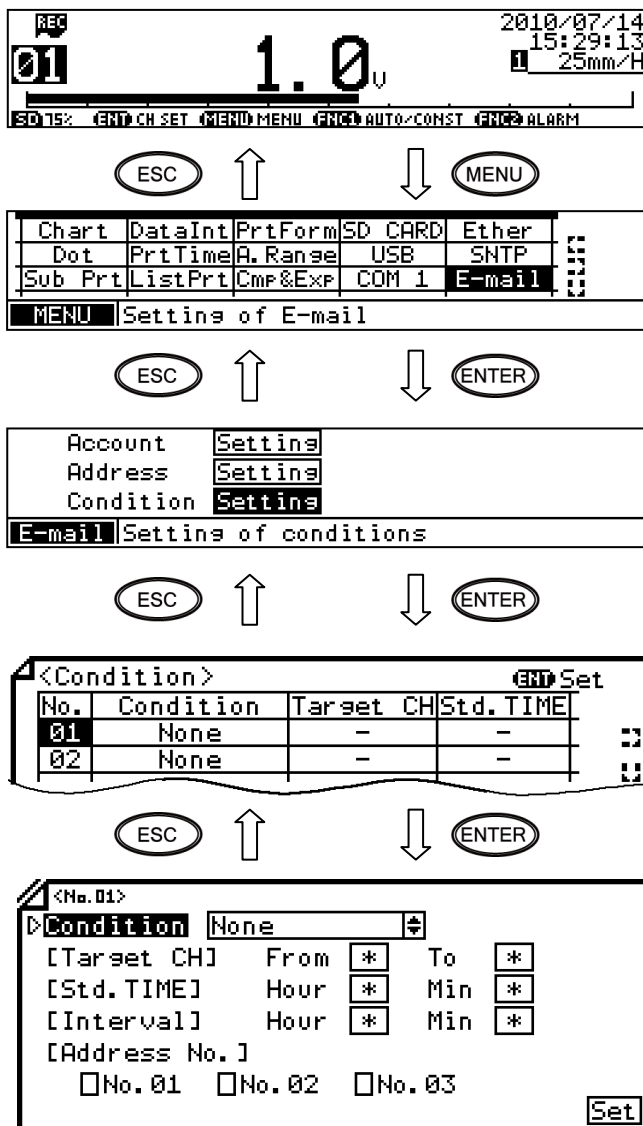 REC
2010/07/14
15:29:13
01 1.0V 1 25mm/H
SD 75% ENT CH SET MENU MENU FNC1 AUTO/CONST FNC2 ALARM
ESC MENU
Chart DataInt PrtForm SD CARD Ether
Dot PrtTime A.Range USB SNTP
Sub Prt ListPrt Cmp&Exp COM 1 E-mail
MENU Setting of E-mail
ESC ENTER
Account Setting
Address Setting
Condition Setting
E-mail Setting of conditions
ESC ENTER
<Condition> ENT Set
No. Condition Target CH Std.TIME
01 None – –
02 None – –
ESC ENTER
<No.01>
Condition None
[Target CH] From * To *
[Std.TIME] Hour * Min *
[Interval] Hour * Min *
[Address No.]
No.01 No.02 No.03
Set